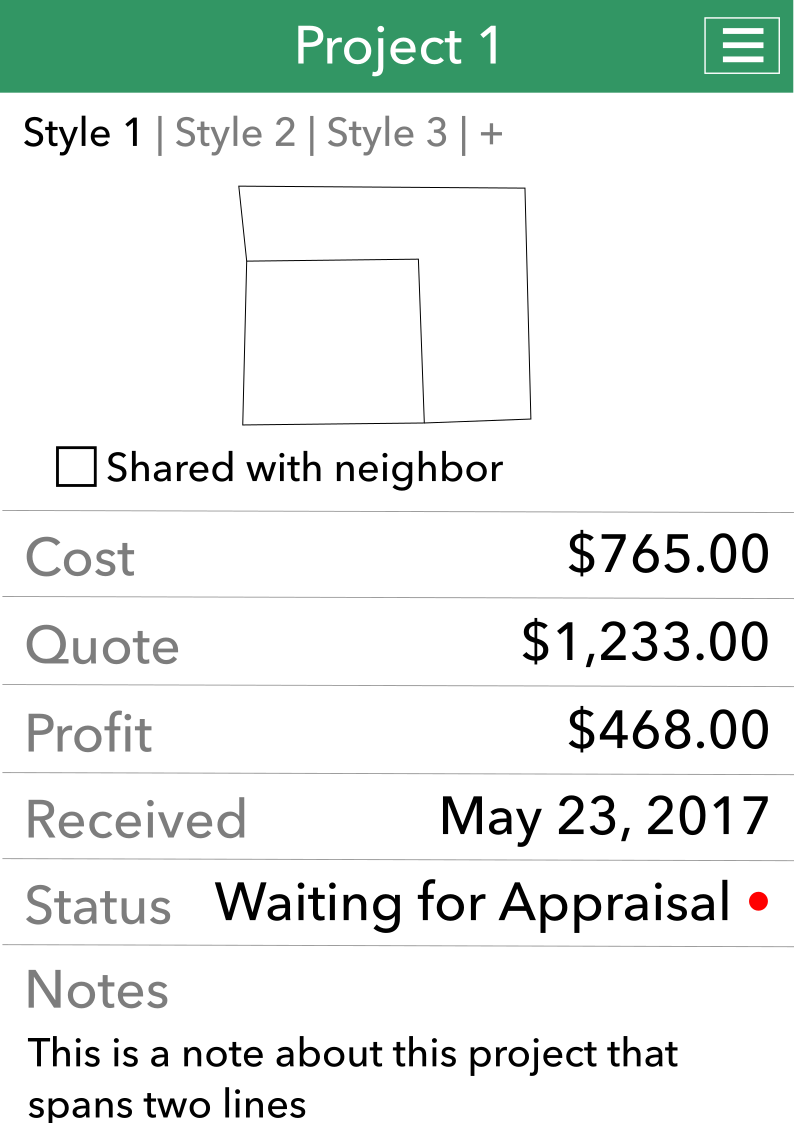 Project 1
Style 1 | Style 2 | Style 3 | +
Shared with neighbor
Cost $765.00
Quote $1,233.00
Profit $468.00
Received May 23, 2017
Status Waiting for Appraisal
Notes
This is a note about this project that
spans two lines